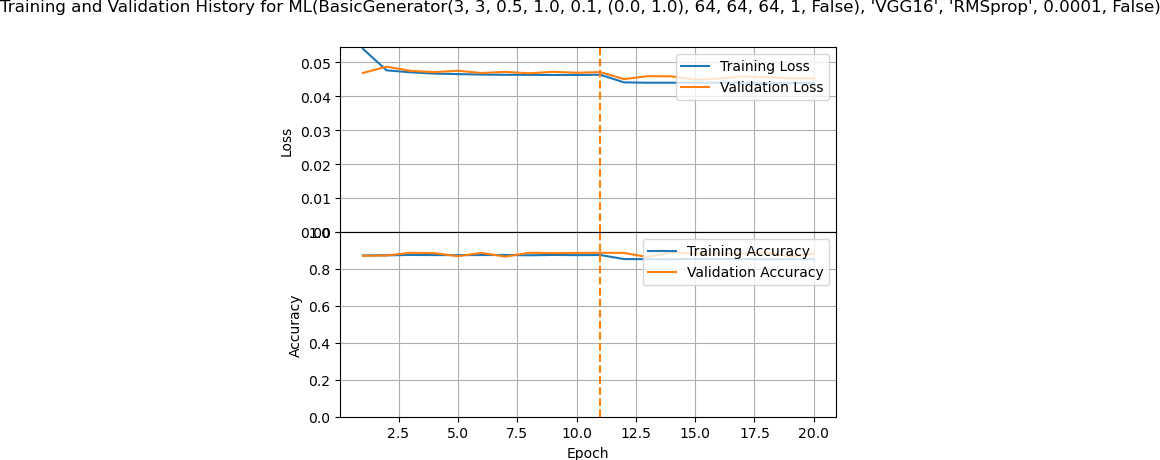 Training and Validation History for ML(BasicGenerator(3, 3, 0.5, 1.0, 0.1, (0.0, 1.0), 64, 64, 64, 1, False), 'VGG16', 'RMSprop', 0.0001, False)
0.05
0.04
0.03
0.02
0.01
0.00
Loss
Training Loss
Validation Loss
1.0
0.8
0.6
0.4
0.2
0.0
Accuracy
Training Accuracy
Validation Accuracy
2.5 5.0 7.5 10.0 12.5 15.0 17.5 20.0
Epoch